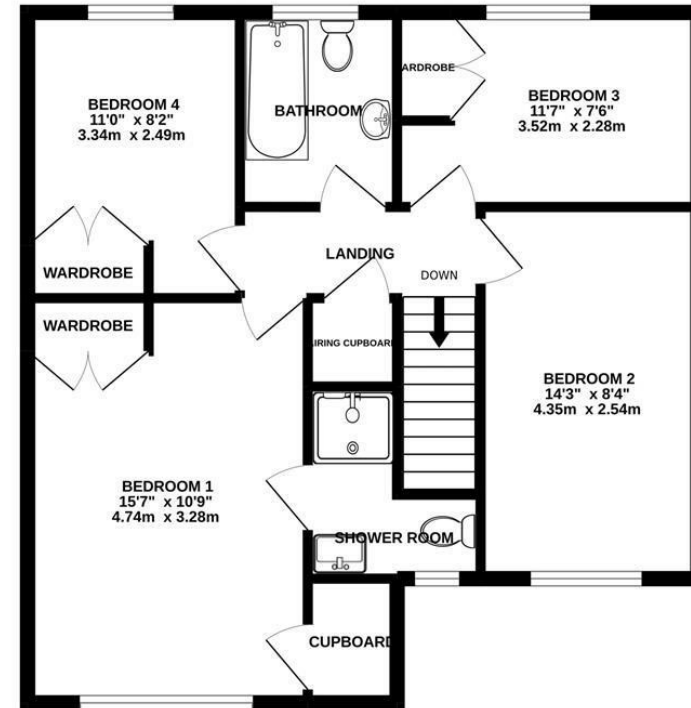 BEDROOM 4
11'0" x 8'2"
3.34m x 2.49m
BATHROOM
ARDROBE
BEDROOM 3
11'7" x 7'6"
3.52m x 2.28m
WARDROBE
LANDING
DOWN
WARDROBE
IRING CUPBOARD
BEDROOM 2
14'3" x 8'4"
4.35m x 2.54m
BEDROOM 1
15'7" x 10'9"
4.74m x 3.28m
SHOWER ROOM
CUPBOARD